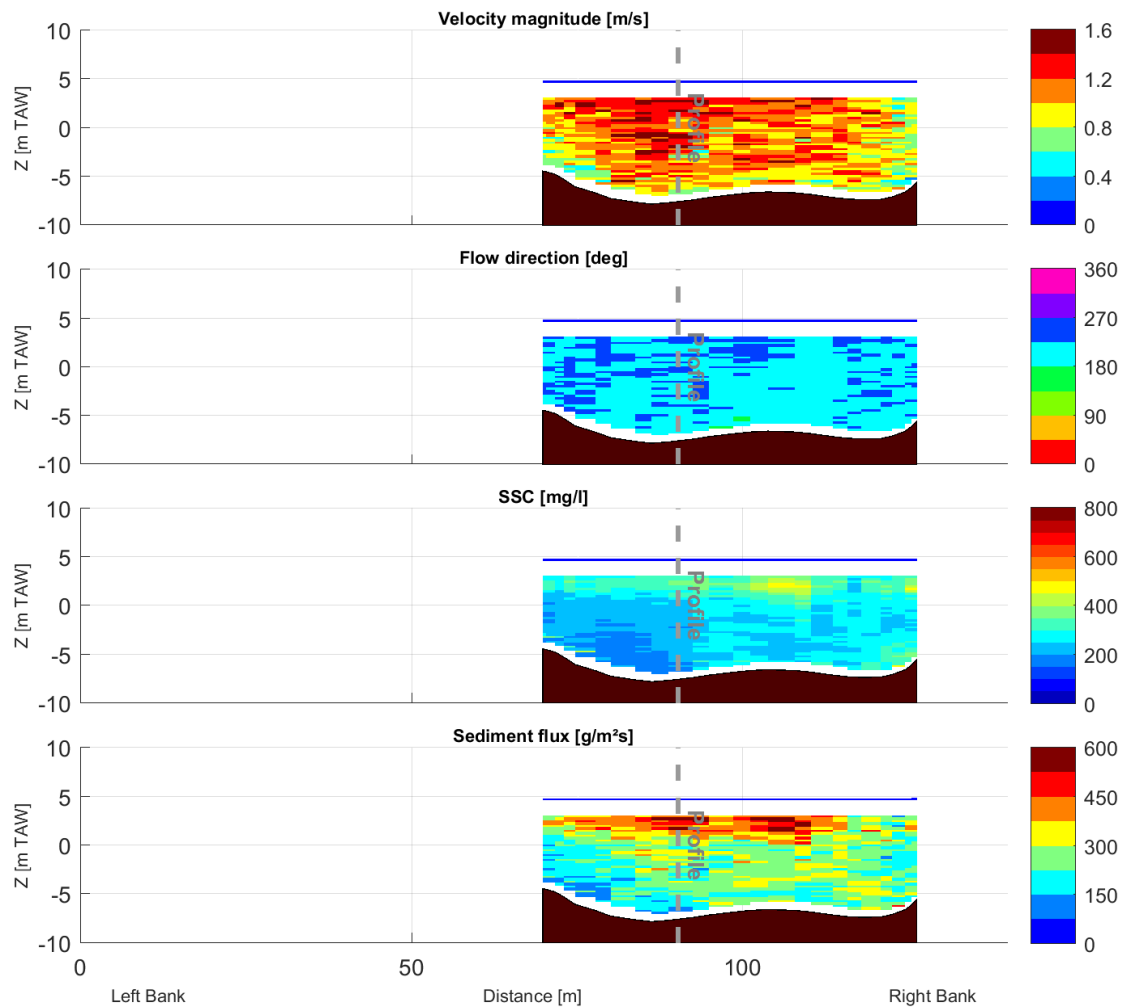 Velocity magnitude [m/s]
10
5
0
-5
-10
Z [m TAW]
Profile
1.6
1.2
0.8
0.4
0
Flow direction [deg]
10
5
0
-5
-10
Z [m TAW]
Profile
360
270
180
90
0
SSC [mg/l]
10
5
0
-5
-10
Z [m TAW]
Profile
800
600
400
200
0
Sediment flux [g/m²s]
10
5
0
-5
-10
Z [m TAW]
Profile
600
450
300
150
0
0 50 100
Left Bank Distance [m] Right Bank